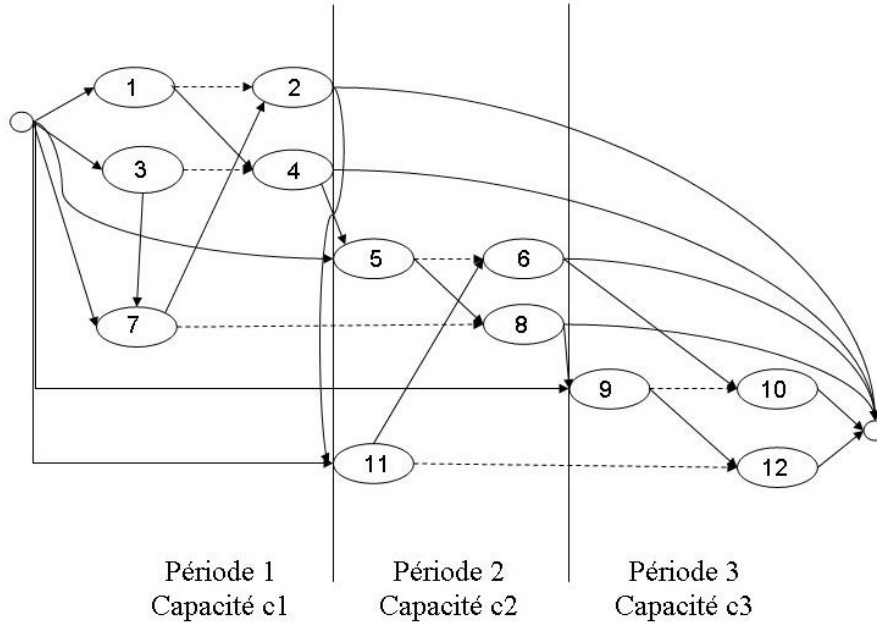 1
2
3
4
5
6
7
8
9
10
11
12
Période 1
Capacité c1
Période 2
Capacité c2
Période 3
Capacité c3